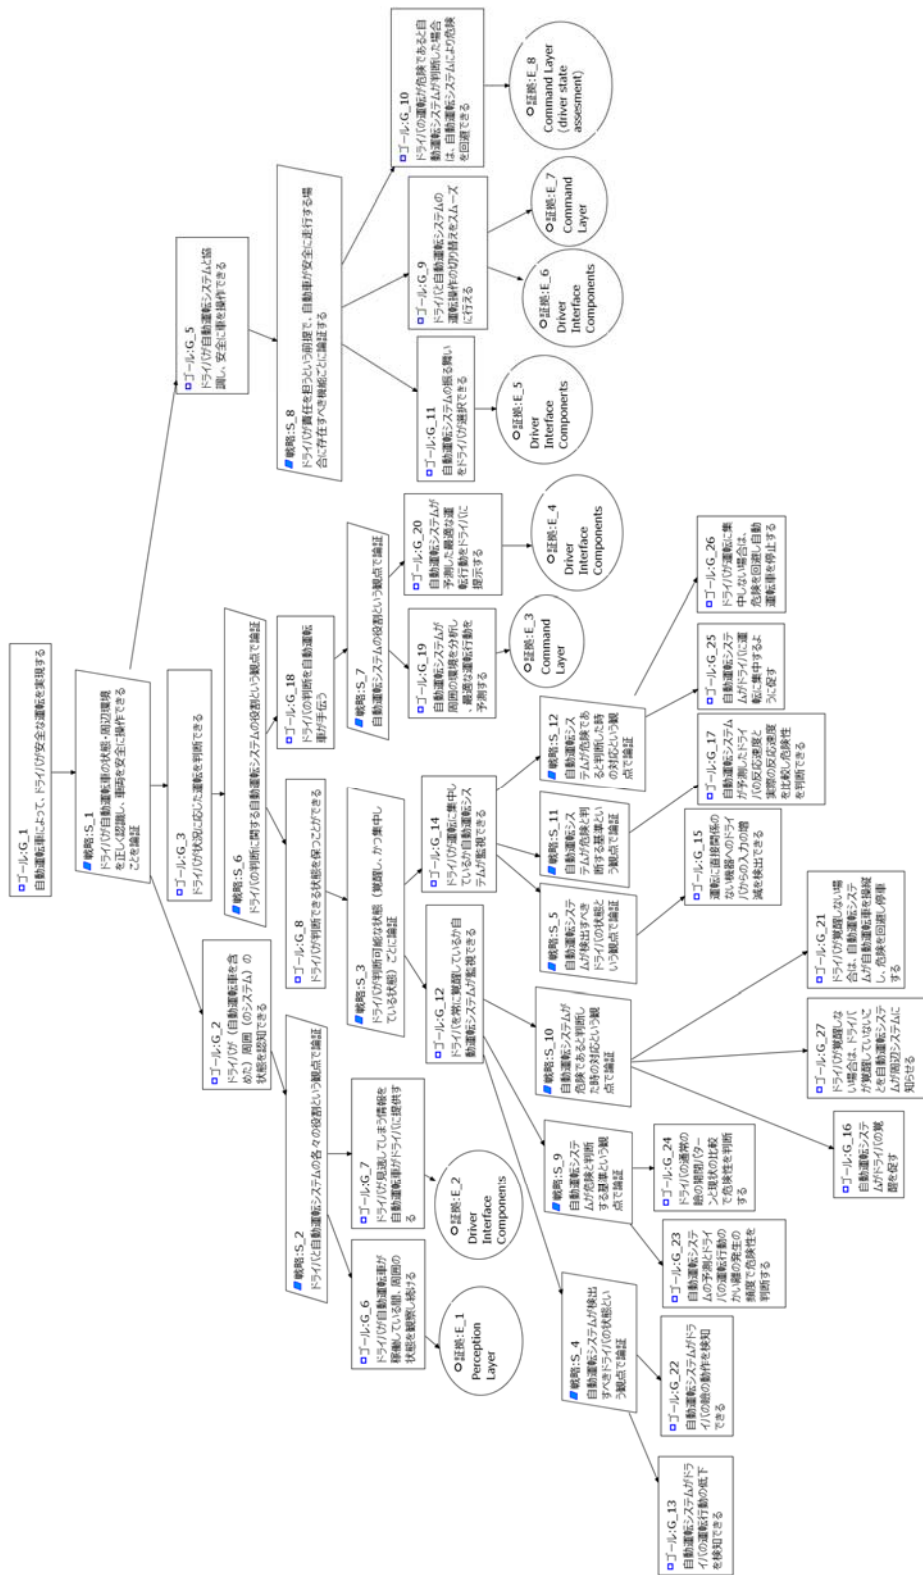 ゴール:G_1
自動運転車によって、ドライバが安全な運転を実現する
戦略:S_1
ドライバが自動運転車の状態・周辺環境
を正しく認識し、車両を安全に操作できる
ことを論証
ゴール:G_2
ドライバが（自動運転車を含
めた）周囲（のシステム）の
状態を認知できる
ゴール:G_3
ドライバが状況に応じた運転を判断できる
ゴール:G_5
ドライバが自動運転システムと協
調し、安全に車を操作できる
戦略:S_2
ドライバと自動運転システムの各々の役割という観点で論証
戦略:S_6
ドライバの判断に関する自動運転システムの役割という観点で論証
戦略:S_8
ドライバが責任を担うという前提で、自動車が安全に走行する場
合に存在すべき機能ごとに論証する
ゴール:G_6
ドライバが自動運転車が
稼働している間、周囲の
状態を観察し続ける
ゴール:G_7
ドライバが見逃してしまう情報を
自動運転車がドライバに提供す
る
ゴール:G_8
ドライバが判断できる状態を保つことができる
ゴール:G_18
ドライバの判断を自動運転
車が手伝う
ゴール:G_11
自動運転システムの振る舞い
をドライバが選択できる
ゴール:G_9
ドライバと自動運転システムの
運転操作の切り替えをスムーズ
に行える
ゴール:G_10
ドライバの運転が危険であると自
動運転システムが判断した場合
は、自動運転システムにより危険
を回避できる
証拠:E_1
Perception
Layer
証拠:E_2
Driver
Interface
Components
戦略:S_3
ドライバが判断可能な状態（覚醒し、かつ集中し
ている状態）ごとに論証
戦略:S_7
自動運転システムの役割という観点で論証
証拠:E_5
Driver
Interface
Components
証拠:E_6
Driver
Interface
Components
証拠:E_7
Command
Layer
証拠:E_8
Command Layer
(driver state
assesment)
ゴール:G_12
ドライバを常に覚醒しているか自
動運転システムが監視できる
ゴール:G_14
ドライバが運転に集中し
ているか自動運転システ
ムが監視できる
ゴール:G_19
自動運転システムが
周囲の環境を分析し
、最適な運転行動を
予測する
ゴール:G_20
自動運転システムが
予測した最適な運
転行動をドライバに
提示する
証拠:E_3
Command
Layer
証拠:E_4
Driver
Interface
Components
戦略:S_4
自動運転システムが検出
すべきドライバの状態とい
う観点で論証
戦略:S_9
自動運転システ
ムが危険と判断
する基準という観
点で論証
戦略:S_10
自動運転システムが
危険であると判断し
た時の対応という観
点で論証
戦略:S_5
自動運転システ
ムが検出すべき
ドライバの状態と
いう観点で論証
戦略:S_11
自動運転シス
テムが危険と判
断する基準とい
う観点で論証
戦略:S_12
自動運転シス
テムが危険であ
ると判断した時
の対応という観
点で論証
ゴール:G_13
自動運転システムがドラ
イバの運転行動の低下
を検知できる
ゴール:G_22
自動運転システムがドラ
イバの瞼の動作を検知
できる
ゴール:G_23
自動運転システ
ムの予測とドライ
バの運転行動の
かい離の発生の
頻度で危険性を
判断する
ゴール:G_24
ドライバの通常の
瞼の開閉パター
ンと現状の比較
で危険性を判断
する
ゴール:G_16
自動運転システ
ムがドライバの覚
醒を促す
ゴール:G_27
ドライバが覚醒しな
い場合は、ドライバ
が覚醒していないこ
とを自動運転システ
ムが周辺システムに
知らせる
ゴール:G_21
ドライバが覚醒しない場
合は、自動運転システ
ムが自動運転車を操縦
し、危険を回避し停車
する
ゴール:G_15
運転に直接関係の
ない機器へのドライ
バからの入力の増
減を検出できる
ゴール:G_17
自動運転システム
が予測したドライ
バの反応速度と
実際の反応速度
を比較し危険性
を判断できる
ゴール:G_25
自動運転システ
ムがドライバに運
転に集中するよ
うに促す
ゴール:G_26
ドライバが運転に集
中しない場合は、
危険を回避し自動
運転車を停止する